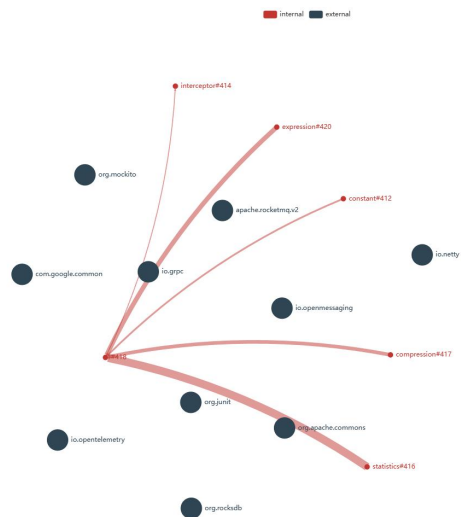 internal
external
interceptor#414
expression#420
org.mockito
constant#412
apache.rocketmq.v2
io.netty
io.grpc
com.google.common
io.openmessaging
compression#417
#418
org.junit
org.apache.commons
io.opentelemetry
statistics#416
org.rocksdb